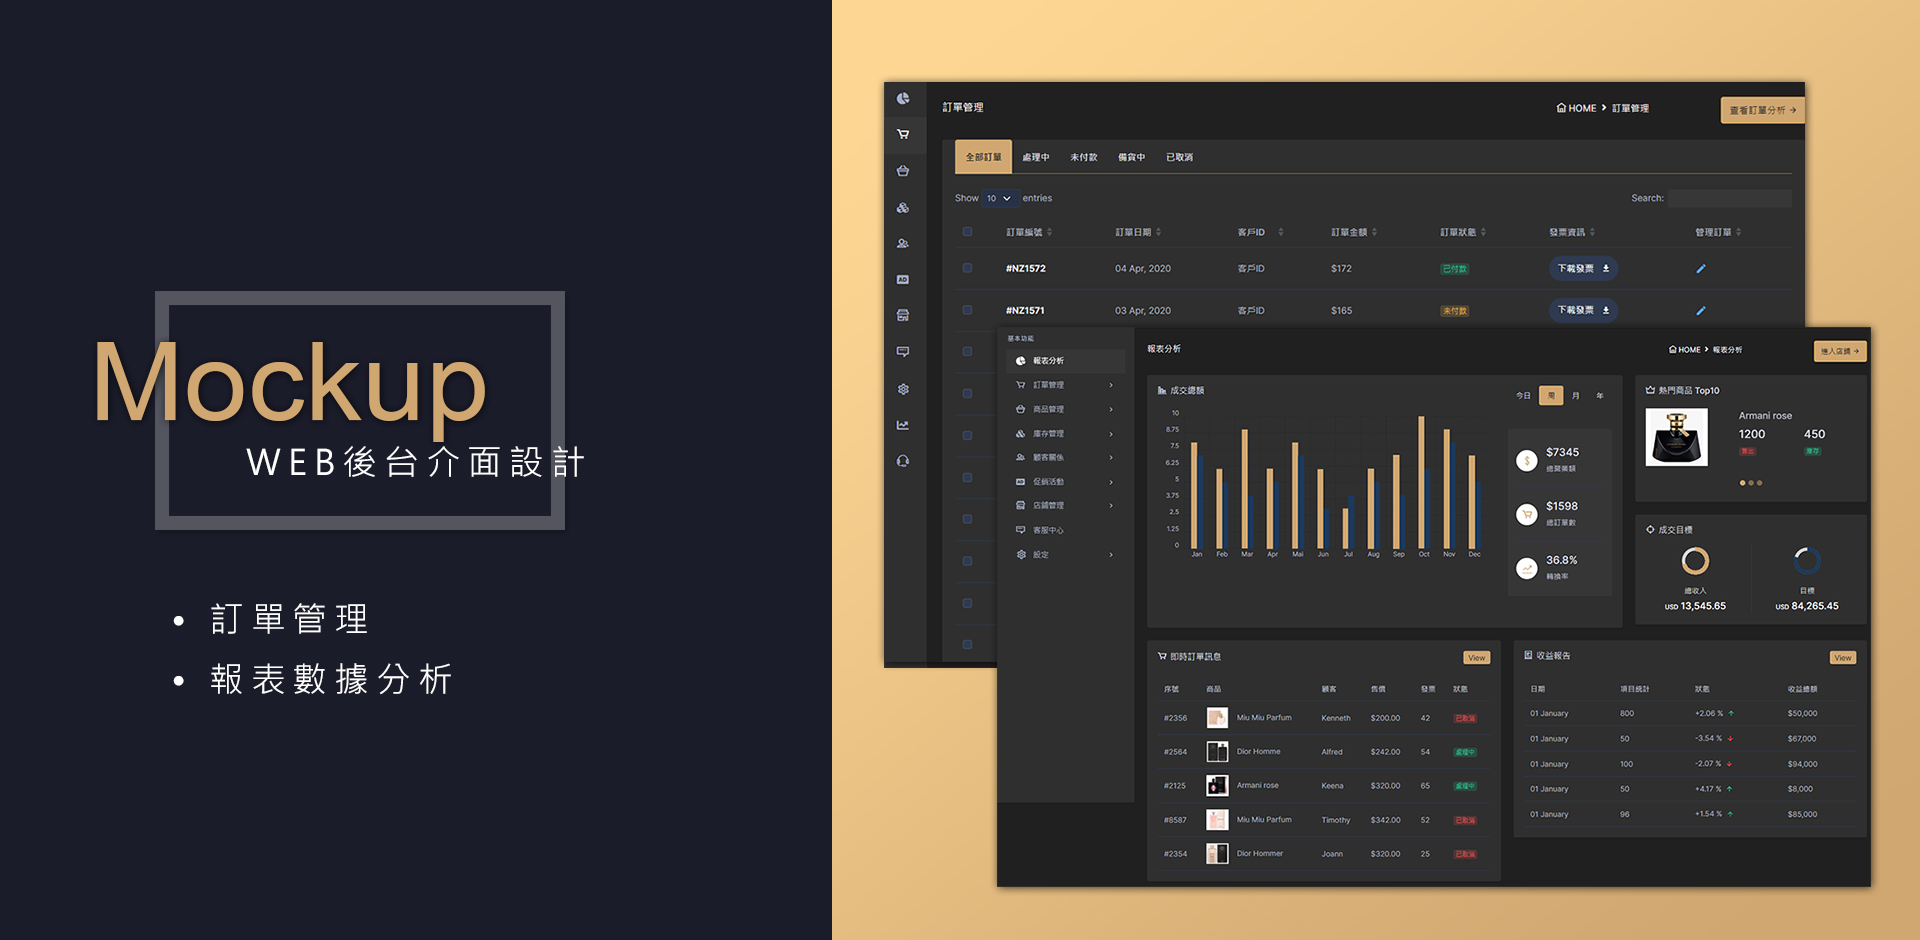 Mockup
WEB後台介面設計
• 訂單管理
• 報表數據分析
訂單管理
HOME > 訂單管理
查看訂單分析 →
全部訂單 處理中 未付款 備貨中 已取消
Show 10 entries
Search:
訂單編號 訂單日期 客戶ID 訂單金額 訂單狀態 發票資訊 管理訂單
#NZ1572 04 Apr, 2020 客戶ID $172 已付款 下載發票
#NZ1571 03 Apr, 2020 客戶ID $165 未付款 下載發票
基本功能
報表分析
訂單管理
商品管理
庫存管理
顧客關係
AD 促銷活動
店鋪管理
客服中心
設定
報表分析
HOME > 報表分析
進入店鋪 →
成交總額
今日 周 月 年
10
8.75
7.5
6.25
5
3.75
2.5
1.25
0
Jan Feb Mar Apr Mai Jun Jul Aug Sep Oct Nov Dec
$7345
總營業額
$1598
總訂單數
36.8%
轉換率
熱門商品 Top10
Armani rose
1200 450
售出 庫存
成交目標
總收入 目標
USD 13,545.65 USD 84,265.45
即時訂單訊息
View
序號 商品 顧客 售價 發票 狀態
#2356 Miu Miu Parfum Kenneth $200.00 42 已取消
#2564 Dior Homme Alfred $242.00 54 處理中
#2125 Armani rose Keena $320.00 65 處理中
#8587 Miu Miu Parfum Timothy $342.00 52 已取消
#2354 Dior Hommer Joann $320.00 25 已取消
收益報告
View
日期 項目統計 狀態 收益總額
01 January 800 +2.06 % ↑ $50,000
01 January 50 -3.54 % ↓ $67,000
01 January 100 -2.07 % ↓ $94,000
01 January 50 +4.17 % ↑ $8,000
01 January 96 +1.54 % ↑ $85,000